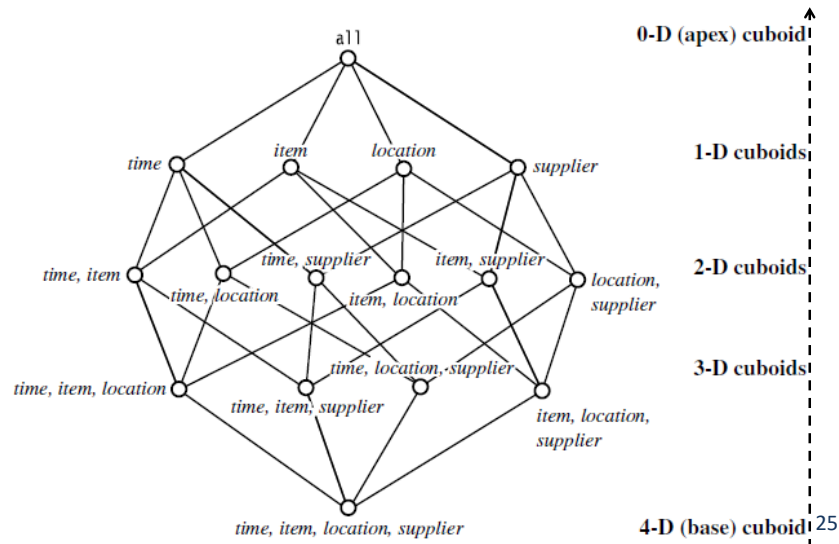 all
0-D (apex) cuboid
time
item
location
supplier
1-D cuboids
time, item
time, location
time, supplier
item, location
item, supplier
location,
supplier
2-D cuboids
time, item, location
time, item, supplier
time, location, supplier
item, location,
supplier
3-D cuboids
time, item, location, supplier
4-D (base) cuboid
25